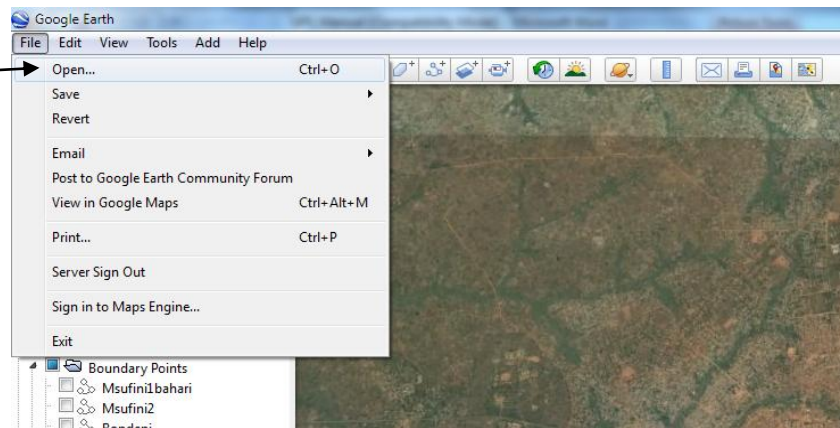 Google Earth
File Edit View Tools Add Help
Open... Ctrl+O
Save
Revert
Email
Post to Google Earth Community Forum
View in Google Maps Ctrl+Alt+M
Print... Ctrl+P
Server Sign Out
Sign in to Maps Engine...
Exit
Boundary Points
Msufini1bahari
Msufini2